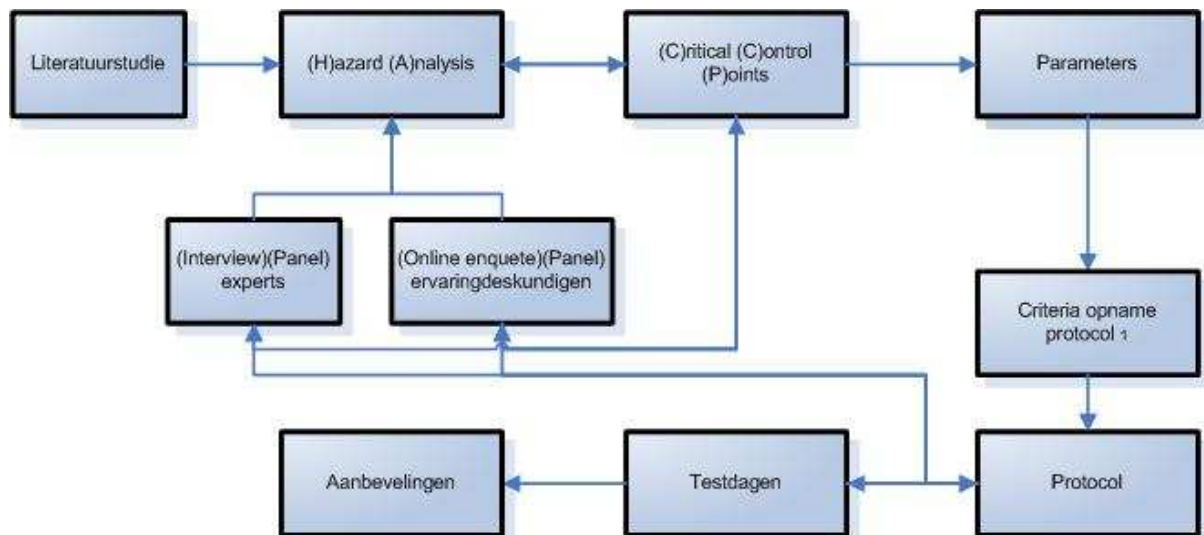 Literatuurstudie
(H)azard (A)nalysis
(C)ritical (C)ontrol
(P)oints
Parameters
(Interview)(Panel)
experts
(Online enquete)(Panel)
ervaringdeskundigen
Criteria opname
protocol 1
Aanbevelingen
Testdagen
Protocol